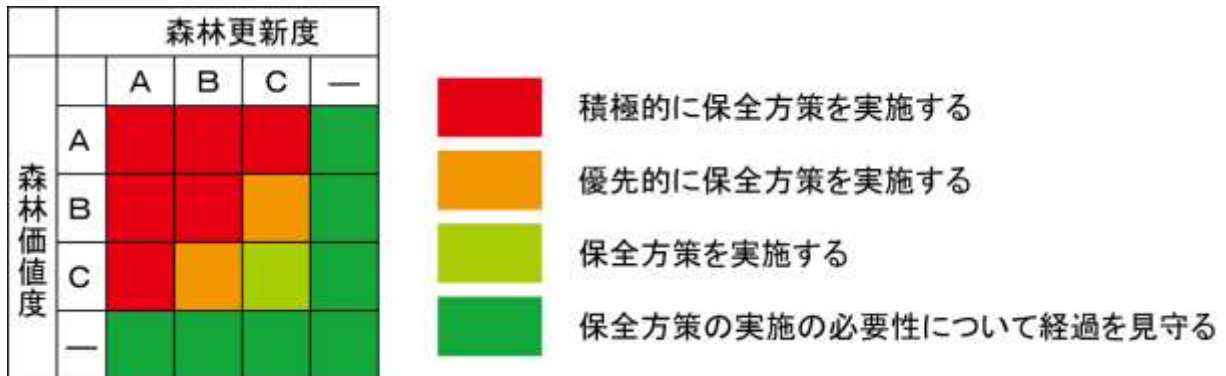 森林更新度
A B C —
森林価値度
A
B
C
—
積極的に保全方策を実施する
優先的に保全方策を実施する
保全方策を実施する
保全方策の実施の必要性について経過を見守る